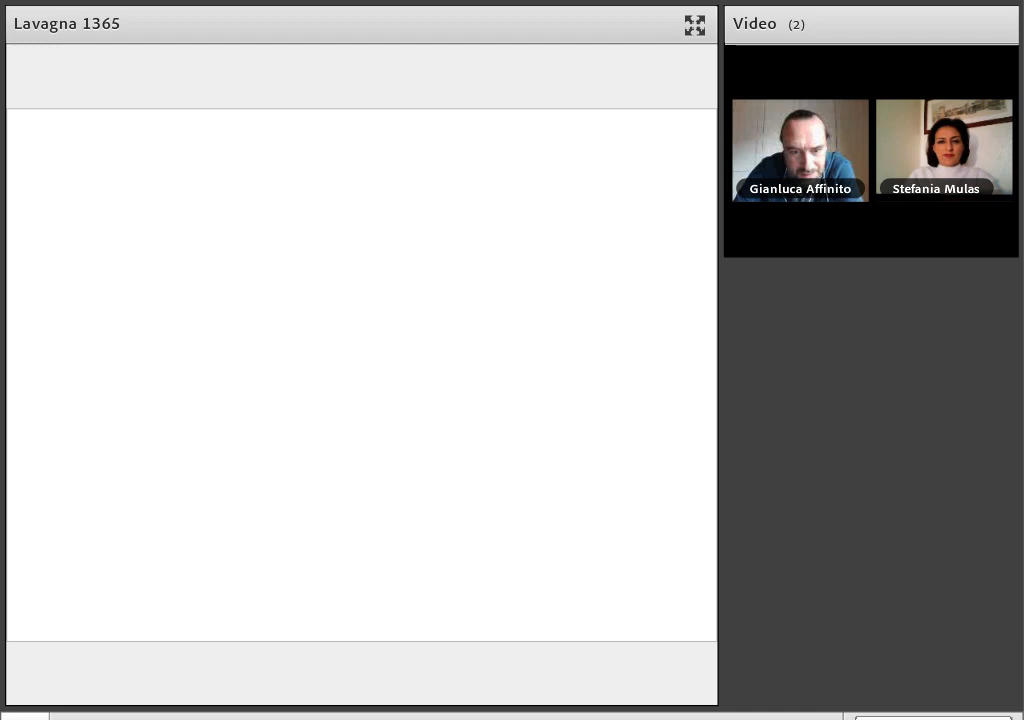 Lavagna 1365
Video (2)
Gianluca Affinito
Stefania Mulas